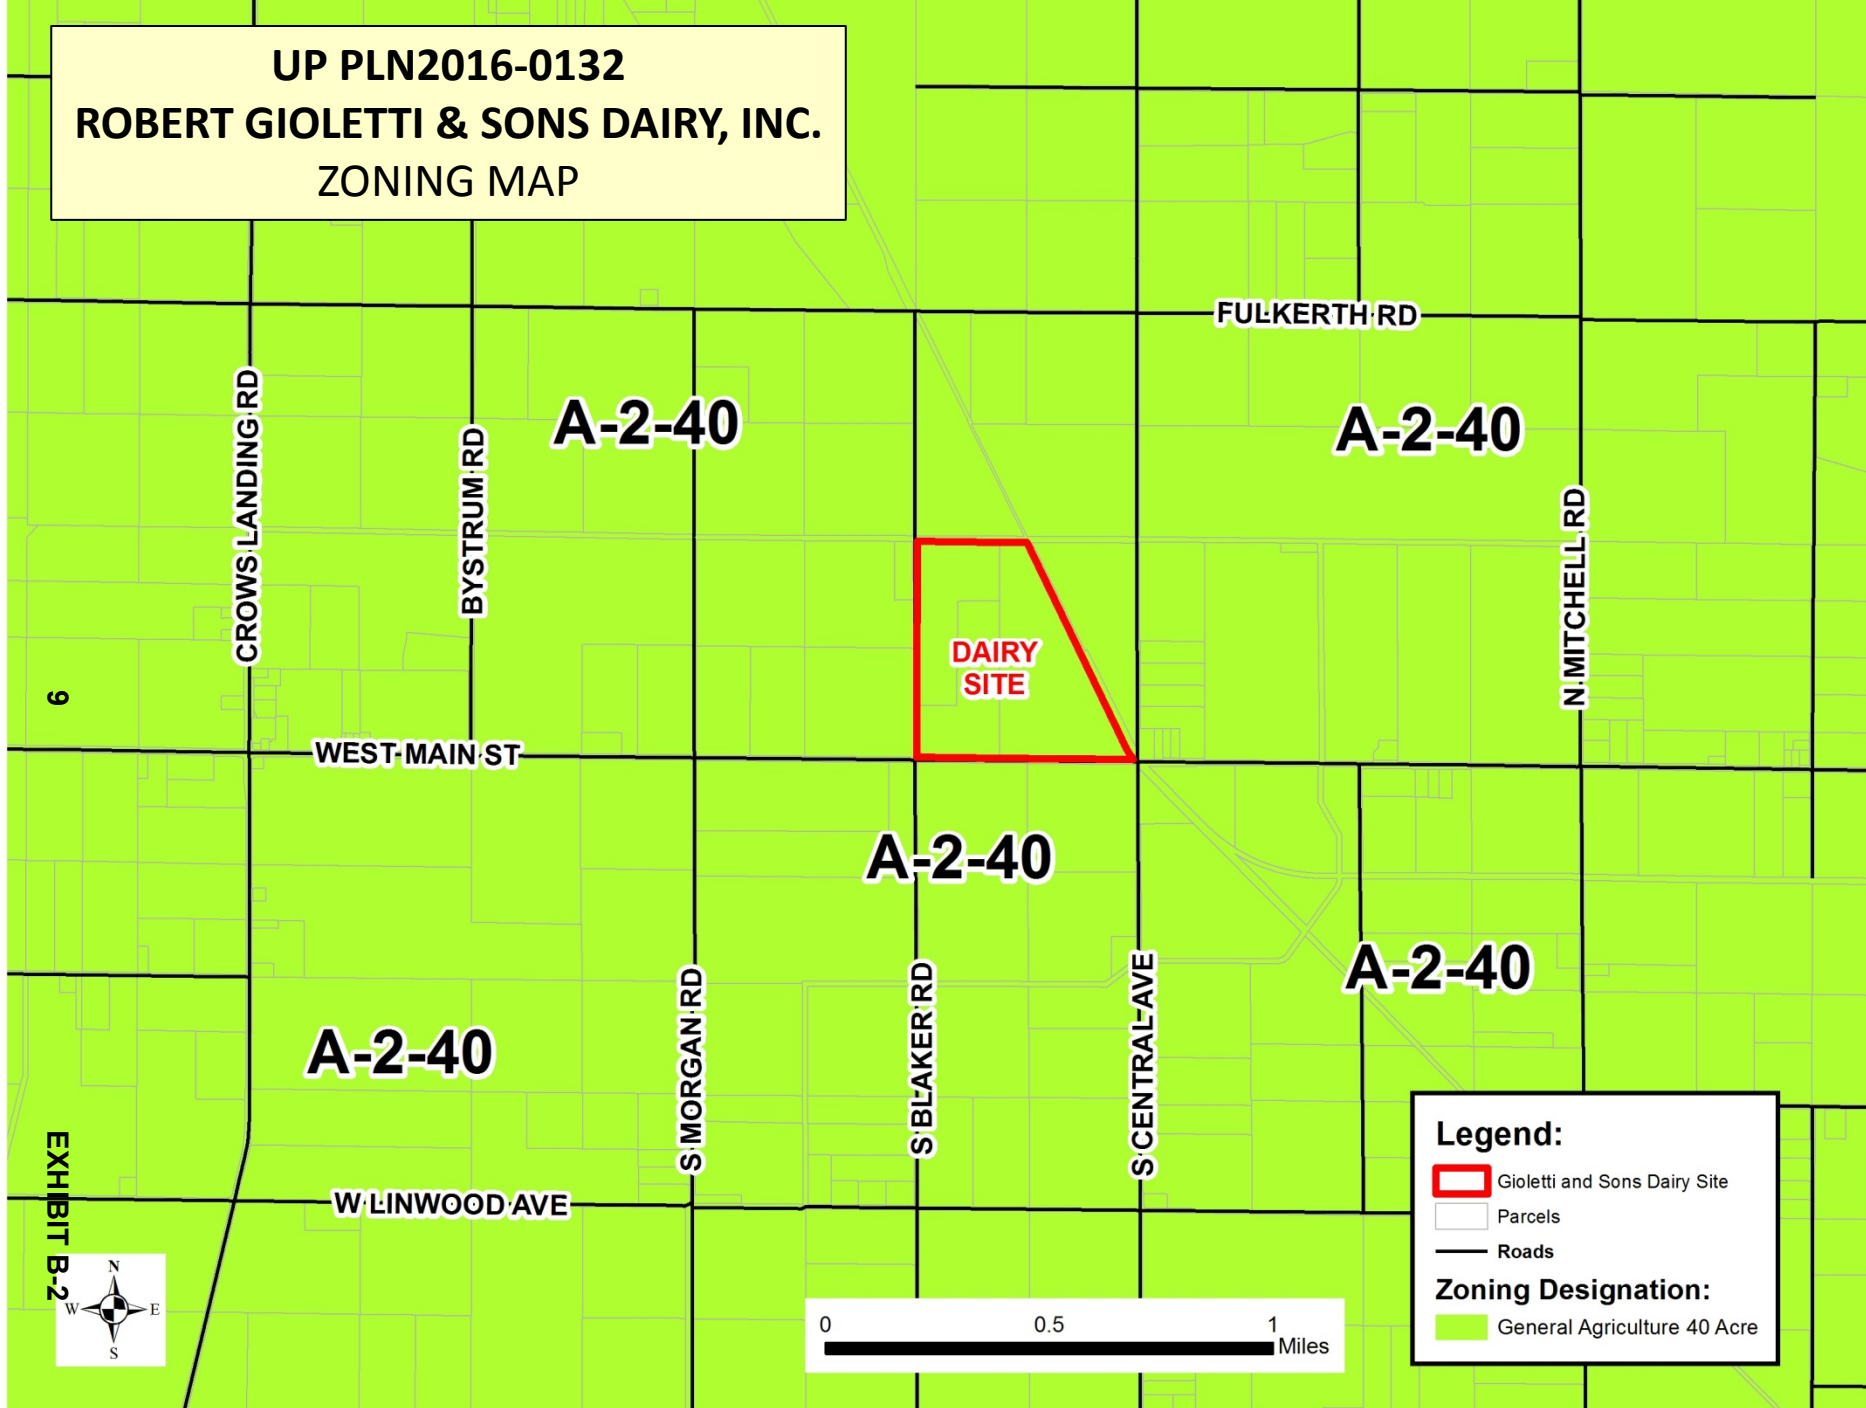 UP PLN2016-0132
ROBERT GIOLETTI & SONS DAIRY, INC.
ZONING MAP
FULKERTH RD
CROWS LANDING RD
BYSTRUM RD
A-2-40
A-2-40
N MITCHELL RD
DAIRY
SITE
9
WEST MAIN ST
A-2-40
A-2-40
A-2-40
S MORGAN RD
S BLAKER RD
S CENTRAL AVE
W LINWOOD AVE
EXHIBIT B-2
N
W E
S
0 0.5 1
Miles
Legend:
Gioletti and Sons Dairy Site
Parcels
Roads
Zoning Designation:
General Agriculture 40 Acre